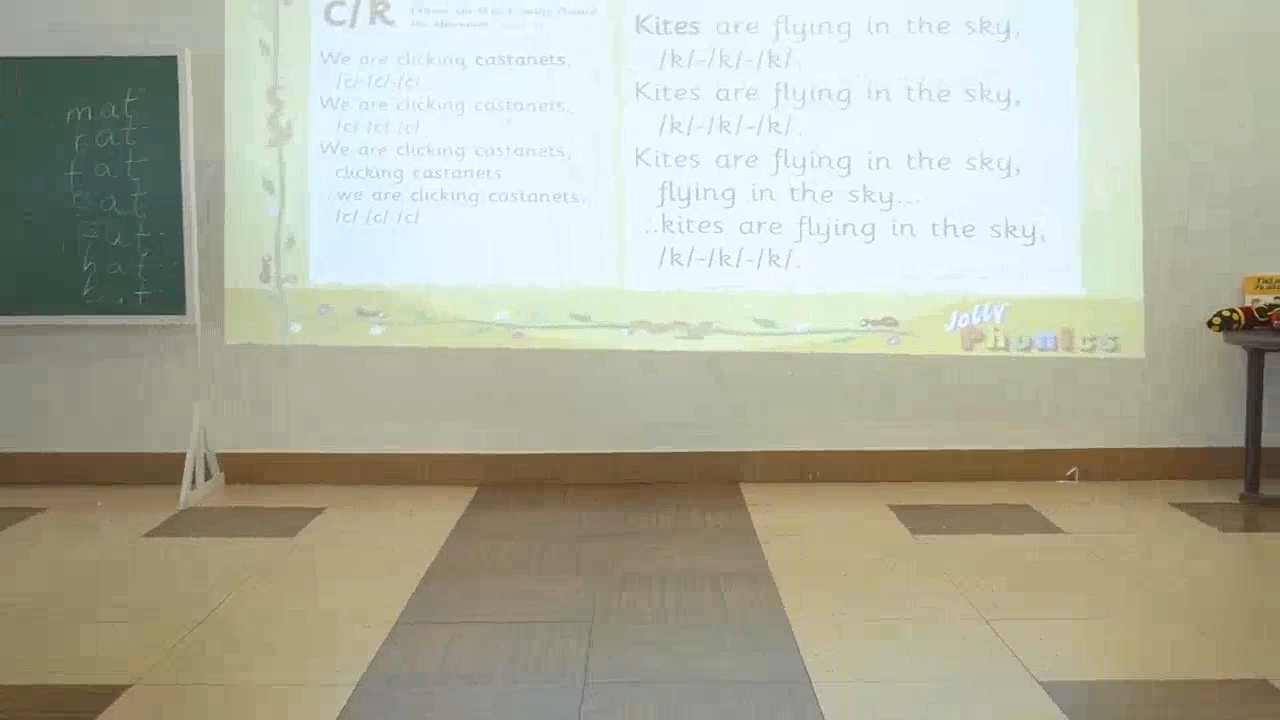 mat
rat
fat
hat
c/k
We are clicking castanets,
/c/-/c/-/c/
We are clicking castanets,
/c/-/c/-/c/
We are clicking castanets,
clicking castanets
..we are clicking castanets,
/c/-/c/-/c/
Kites are flying in the sky,
/k/-/k/-/k/.
Kites are flying in the sky,
/k/-/k/-/k/.
Kites are flying in the sky,
flying in the sky...
..kites are flying in the sky,
/k/-/k/-/k/.
Jolly
Phonics